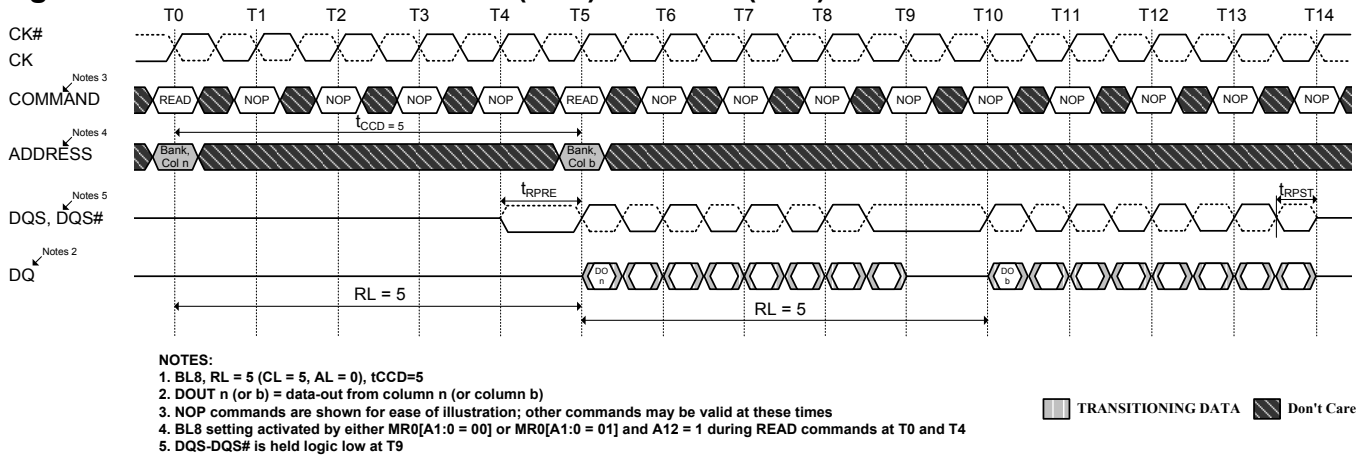 T0 T1 T2 T3 T4 T5 T6 T7 T8 T9 T10 T11 T12 T13 T14
CK#
CK
Notes 3
COMMAND
READ NOP NOP NOP NOP READ NOP NOP NOP NOP NOP NOP NOP NOP NOP
tCCD = 5
Notes 4
ADDRESS
Bank, Col n
Bank, Col b
tRPRE
tRPST
Notes 5
DQS, DQS#
Notes 2
DQ
DO n
DO b
RL = 5
RL = 5
NOTES:
1. BL8, RL = 5 (CL = 5, AL = 0), tCCD=5
2. DOUT n (or b) = data-out from column n (or column b)
3. NOP commands are shown for ease of illustration; other commands may be valid at these times
4. BL8 setting activated by either MR0[A1:0 = 00] or MR0[A1:0 = 01] and A12 = 1 during READ commands at T0 and T4
5. DQS-DQS# is held logic low at T9
TRANSITIONING DATA
Don't Care